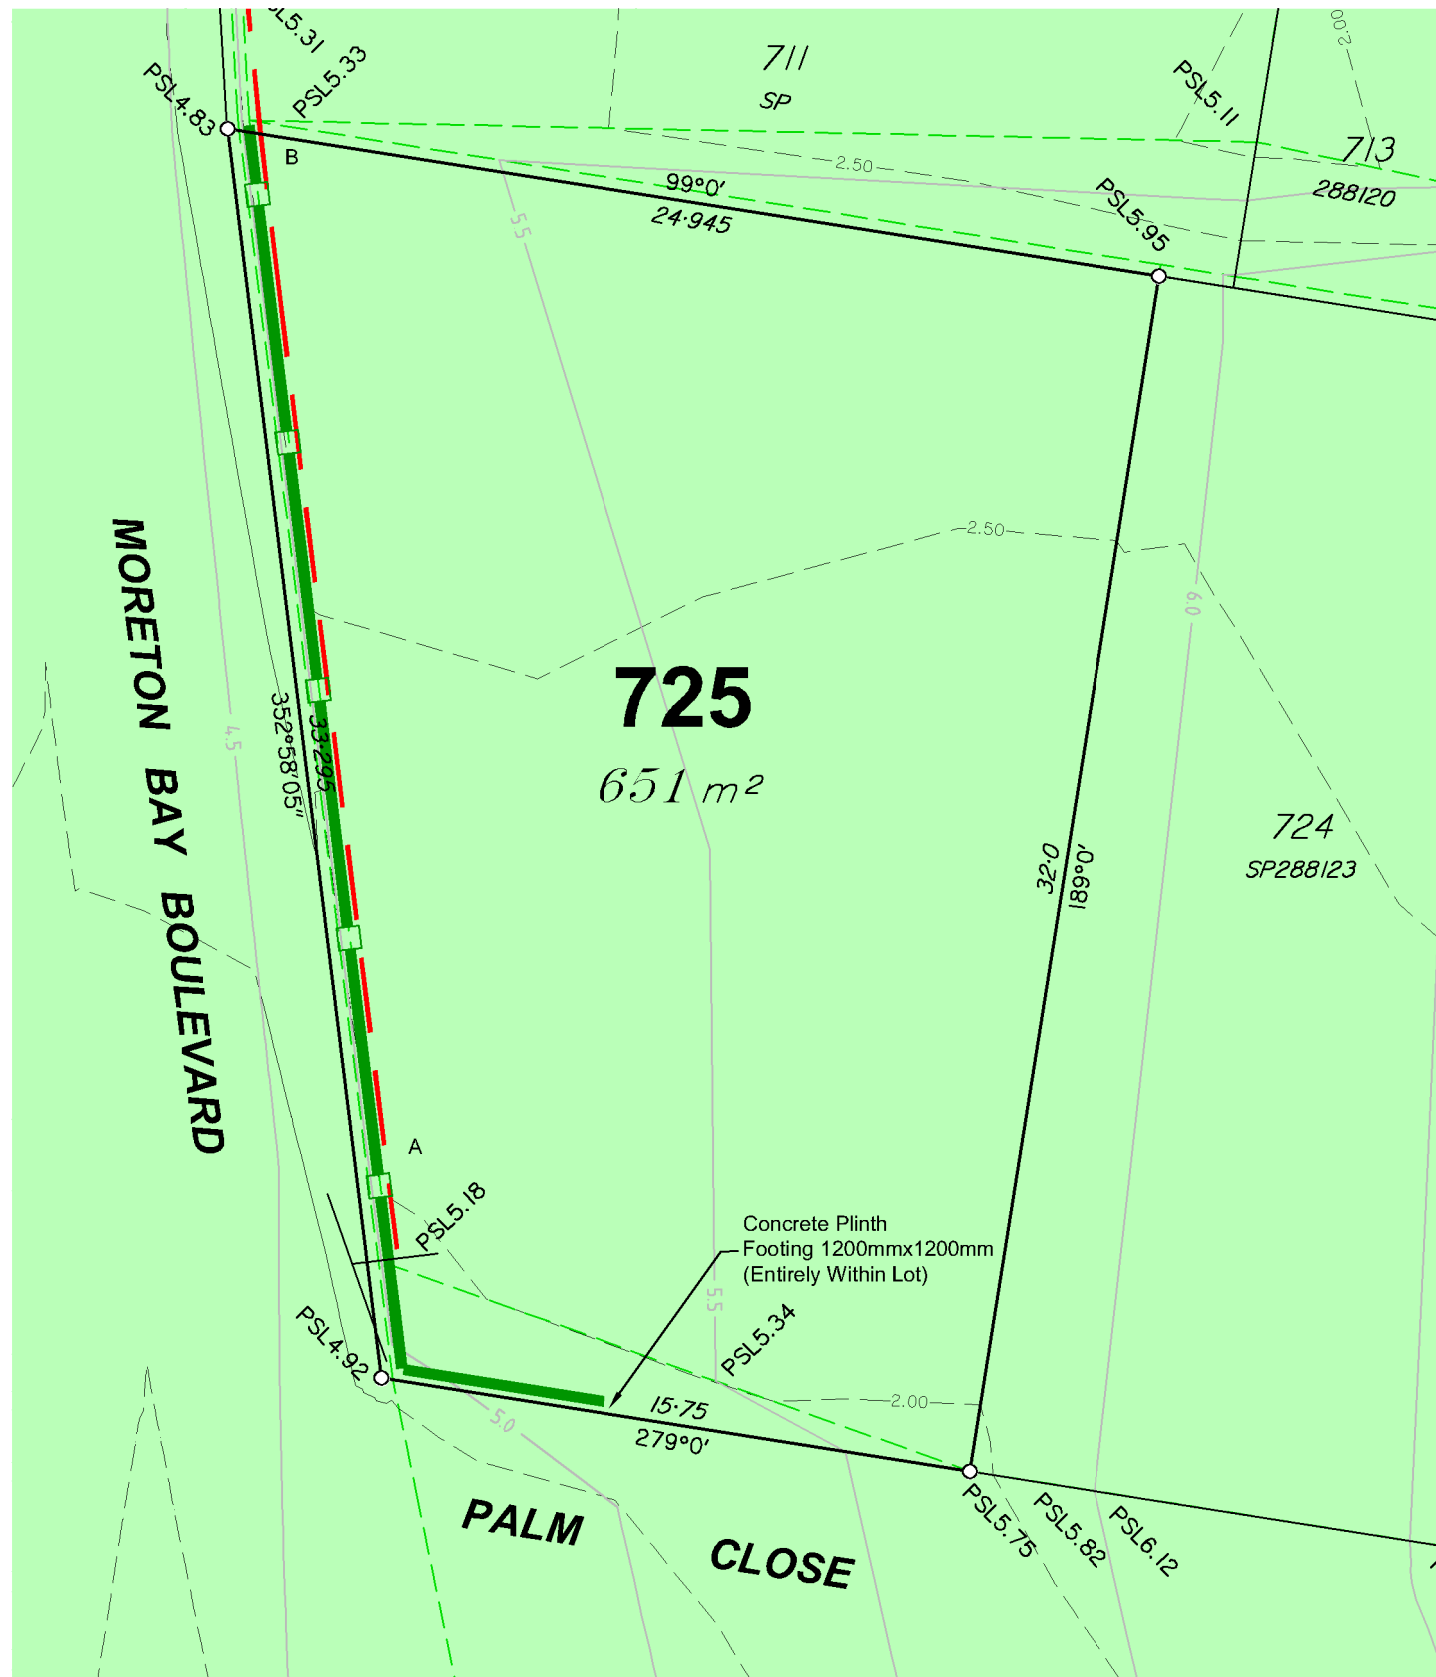 PSL5.33
PSL4.83
B
711
SP
PSL5.11
2.00
713
288120
2.50
PSL5.95
99°0'
24·945
5.5
2.50
6.0
MORETON BAY BOULEVARD
4.5
352°58'05"
33·295
725
651 m²
32·0
189°0'
724
SP288123
A
PSL5.18
Concrete Plinth
Footing 1200mmx1200mm
(Entirely Within Lot)
5.5
PSL5.34
PSL4.92
15·75
279°0'
2.00
5.0
PSL5.75
PSL5.82
PSL6.12
PALM CLOSE